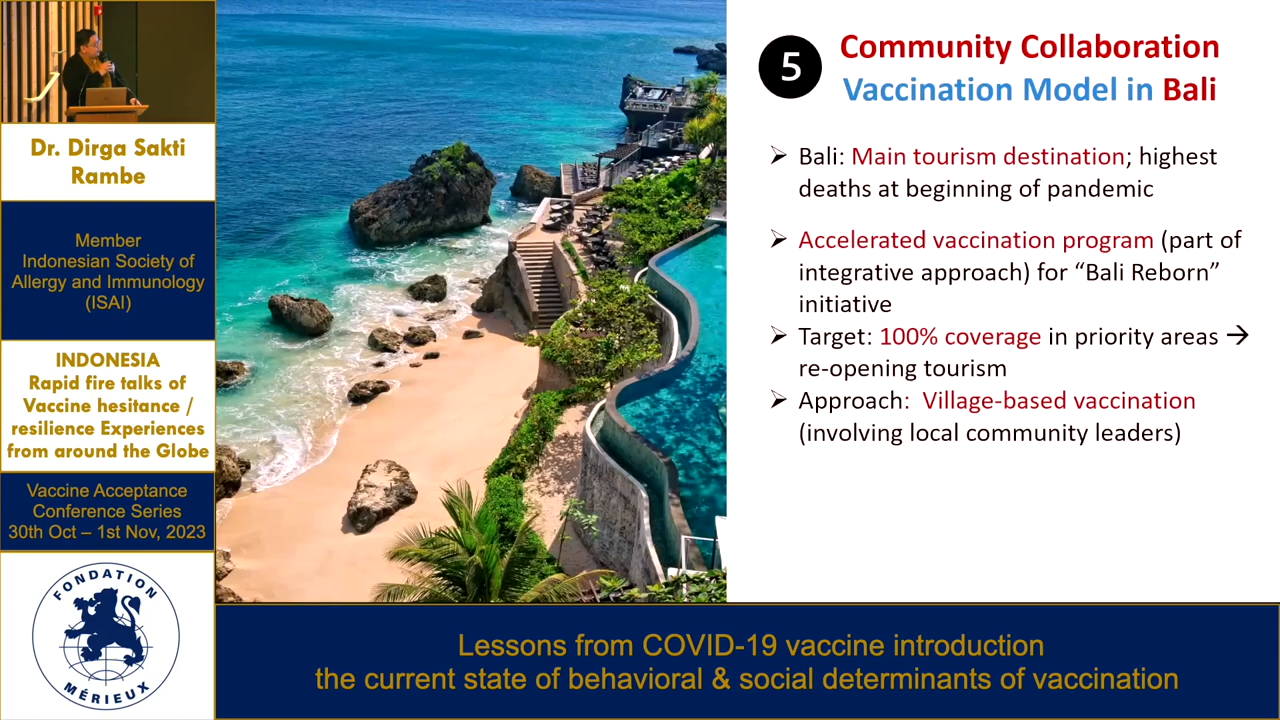 Dr. Dirga Sakti
Rambe
Member
Indonesian Society of
Allergy and Immunology
(ISAI)
INDONESIA
Rapid fire talks of
Vaccine hesitance /
resilience Experiences
from around the Globe
Vaccine Acceptance
Conference Series
30th Oct – 1st Nov, 2023
FONDATION
MÉRIEUX
5
Community Collaboration
Vaccination Model in Bali
➢ Bali: Main tourism destination; highest
deaths at beginning of pandemic
➢ Accelerated vaccination program (part of
integrative approach) for “Bali Reborn”
initiative
➢ Target: 100% coverage in priority areas →
re-opening tourism
➢ Approach: Village-based vaccination
(involving local community leaders)
Lessons from COVID-19 vaccine introduction
the current state of behavioral & social determinants of vaccination